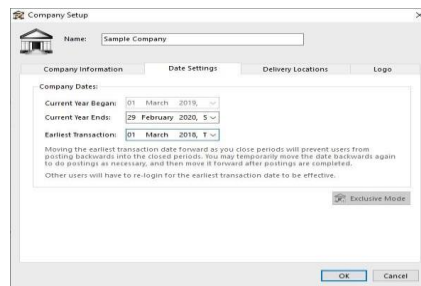 Company Setup
Name: Sample Company
Company Information Date Settings Delivery Locations Logo
Company Dates:
Current Year Began: 01 March 2019,
Current Year Ends: 29 February 2020, S
Earliest Transaction: 01 March 2018, T
Moving the earliest transaction date forward as you close periods will prevent users from
posting backwards into the closed periods. You may temporarily move the date backwards again
to do postings as necessary, and then move it forward after postings are completed.
Other users will have to re-login for the earliest transaction date to be effective.
Exclusive Mode
OK Cancel